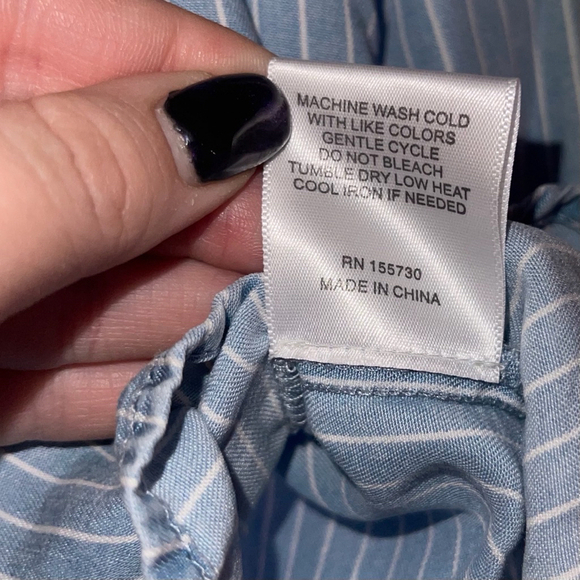 MACHINE WASH COLD
WITH LIKE COLORS
GENTLE CYCLE
DO NOT BLEACH
TUMBLE DRY LOW HEAT
COOL IRON IF NEEDED
RN 155730
MADE IN CHINA